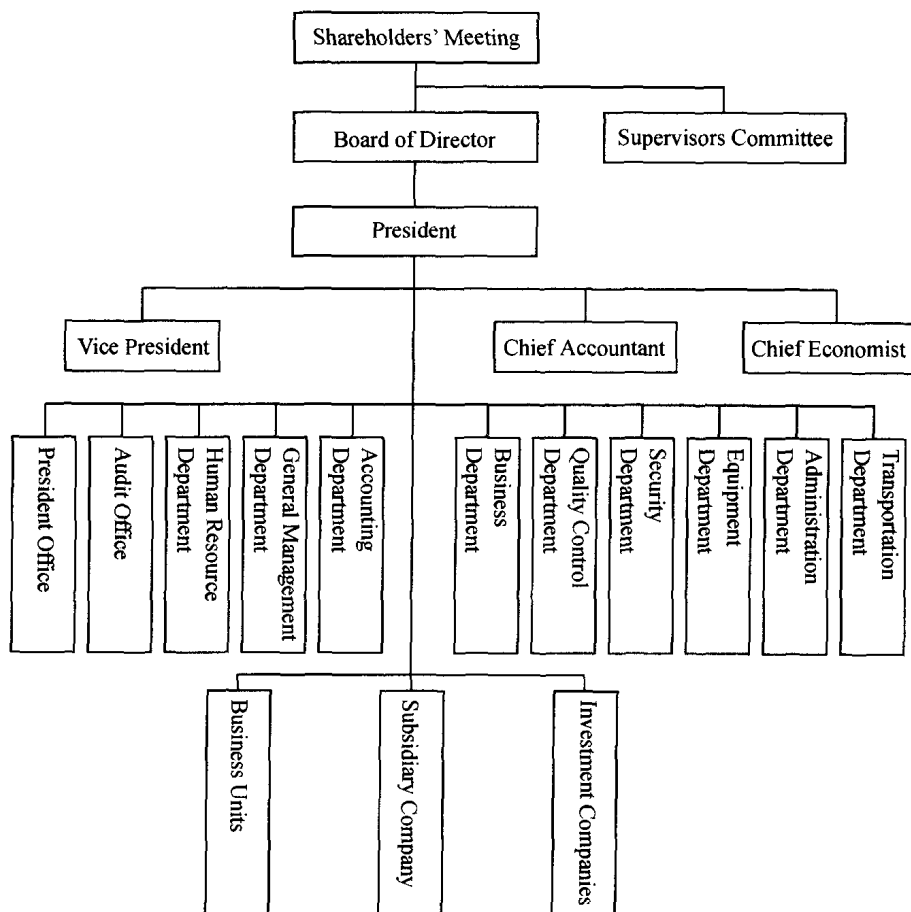 Shareholders' Meeting
Board of Director
Supervisors Committee
President
Vice President
Chief Accountant
Chief Economist
President Office
Audit Office
Human Resource
Department
General Management
Department
Accounting
Department
Business
Department
Quality Control
Department
Security
Department
Equipment
Department
Administration
Department
Transportation
Department
Business Units
Subsidiary Company
Investment Companies